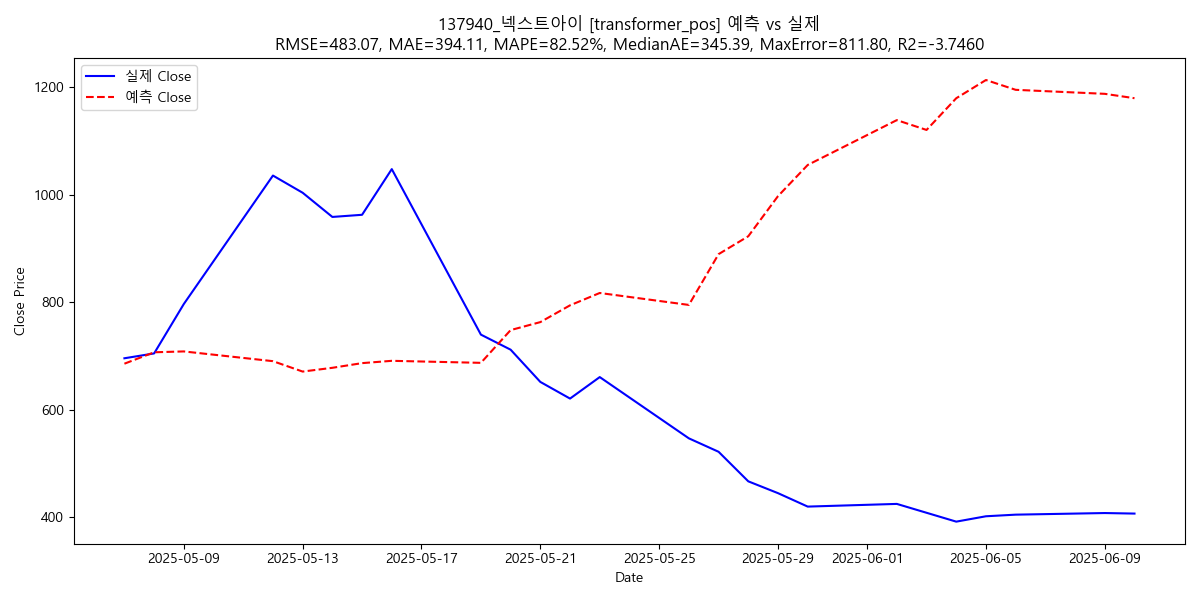 137940_넥스트아이 [transformer_pos] 예측 vs 실제
RMSE=483.07, MAE=394.11, MAPE=82.52%, MedianAE=345.39, MaxError=811.80, R2=-3.7460
실제 Close
예측 Close
Close Price
1200
1000
800
600
400
2025-05-09
2025-05-13
2025-05-17
2025-05-21
2025-05-25
2025-05-29
2025-06-01
2025-06-05
2025-06-09
Date